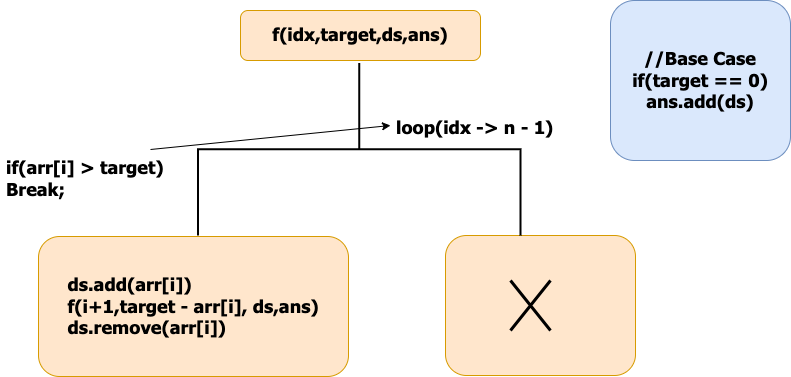 f(idx,target,ds,ans)
//Base Case
if(target == 0)
ans.add(ds)
loop(idx -> n - 1)
if(arr[i] > target)
Break;
ds.add(arr[i])
f(i+1,target - arr[i], ds,ans)
ds.remove(arr[i])